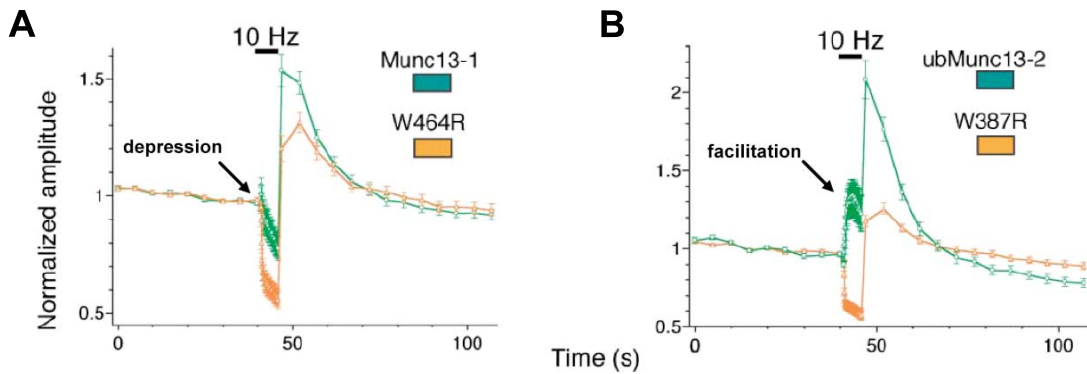 A
10 Hz
Munc13-1
W464R
depression
Normalized amplitude
1.5
1
0.5
0
50
100
B
10 Hz
ubMunc13-2
W387R
facilitation
2
1.5
1
0.5
0
50
100
Time (s)